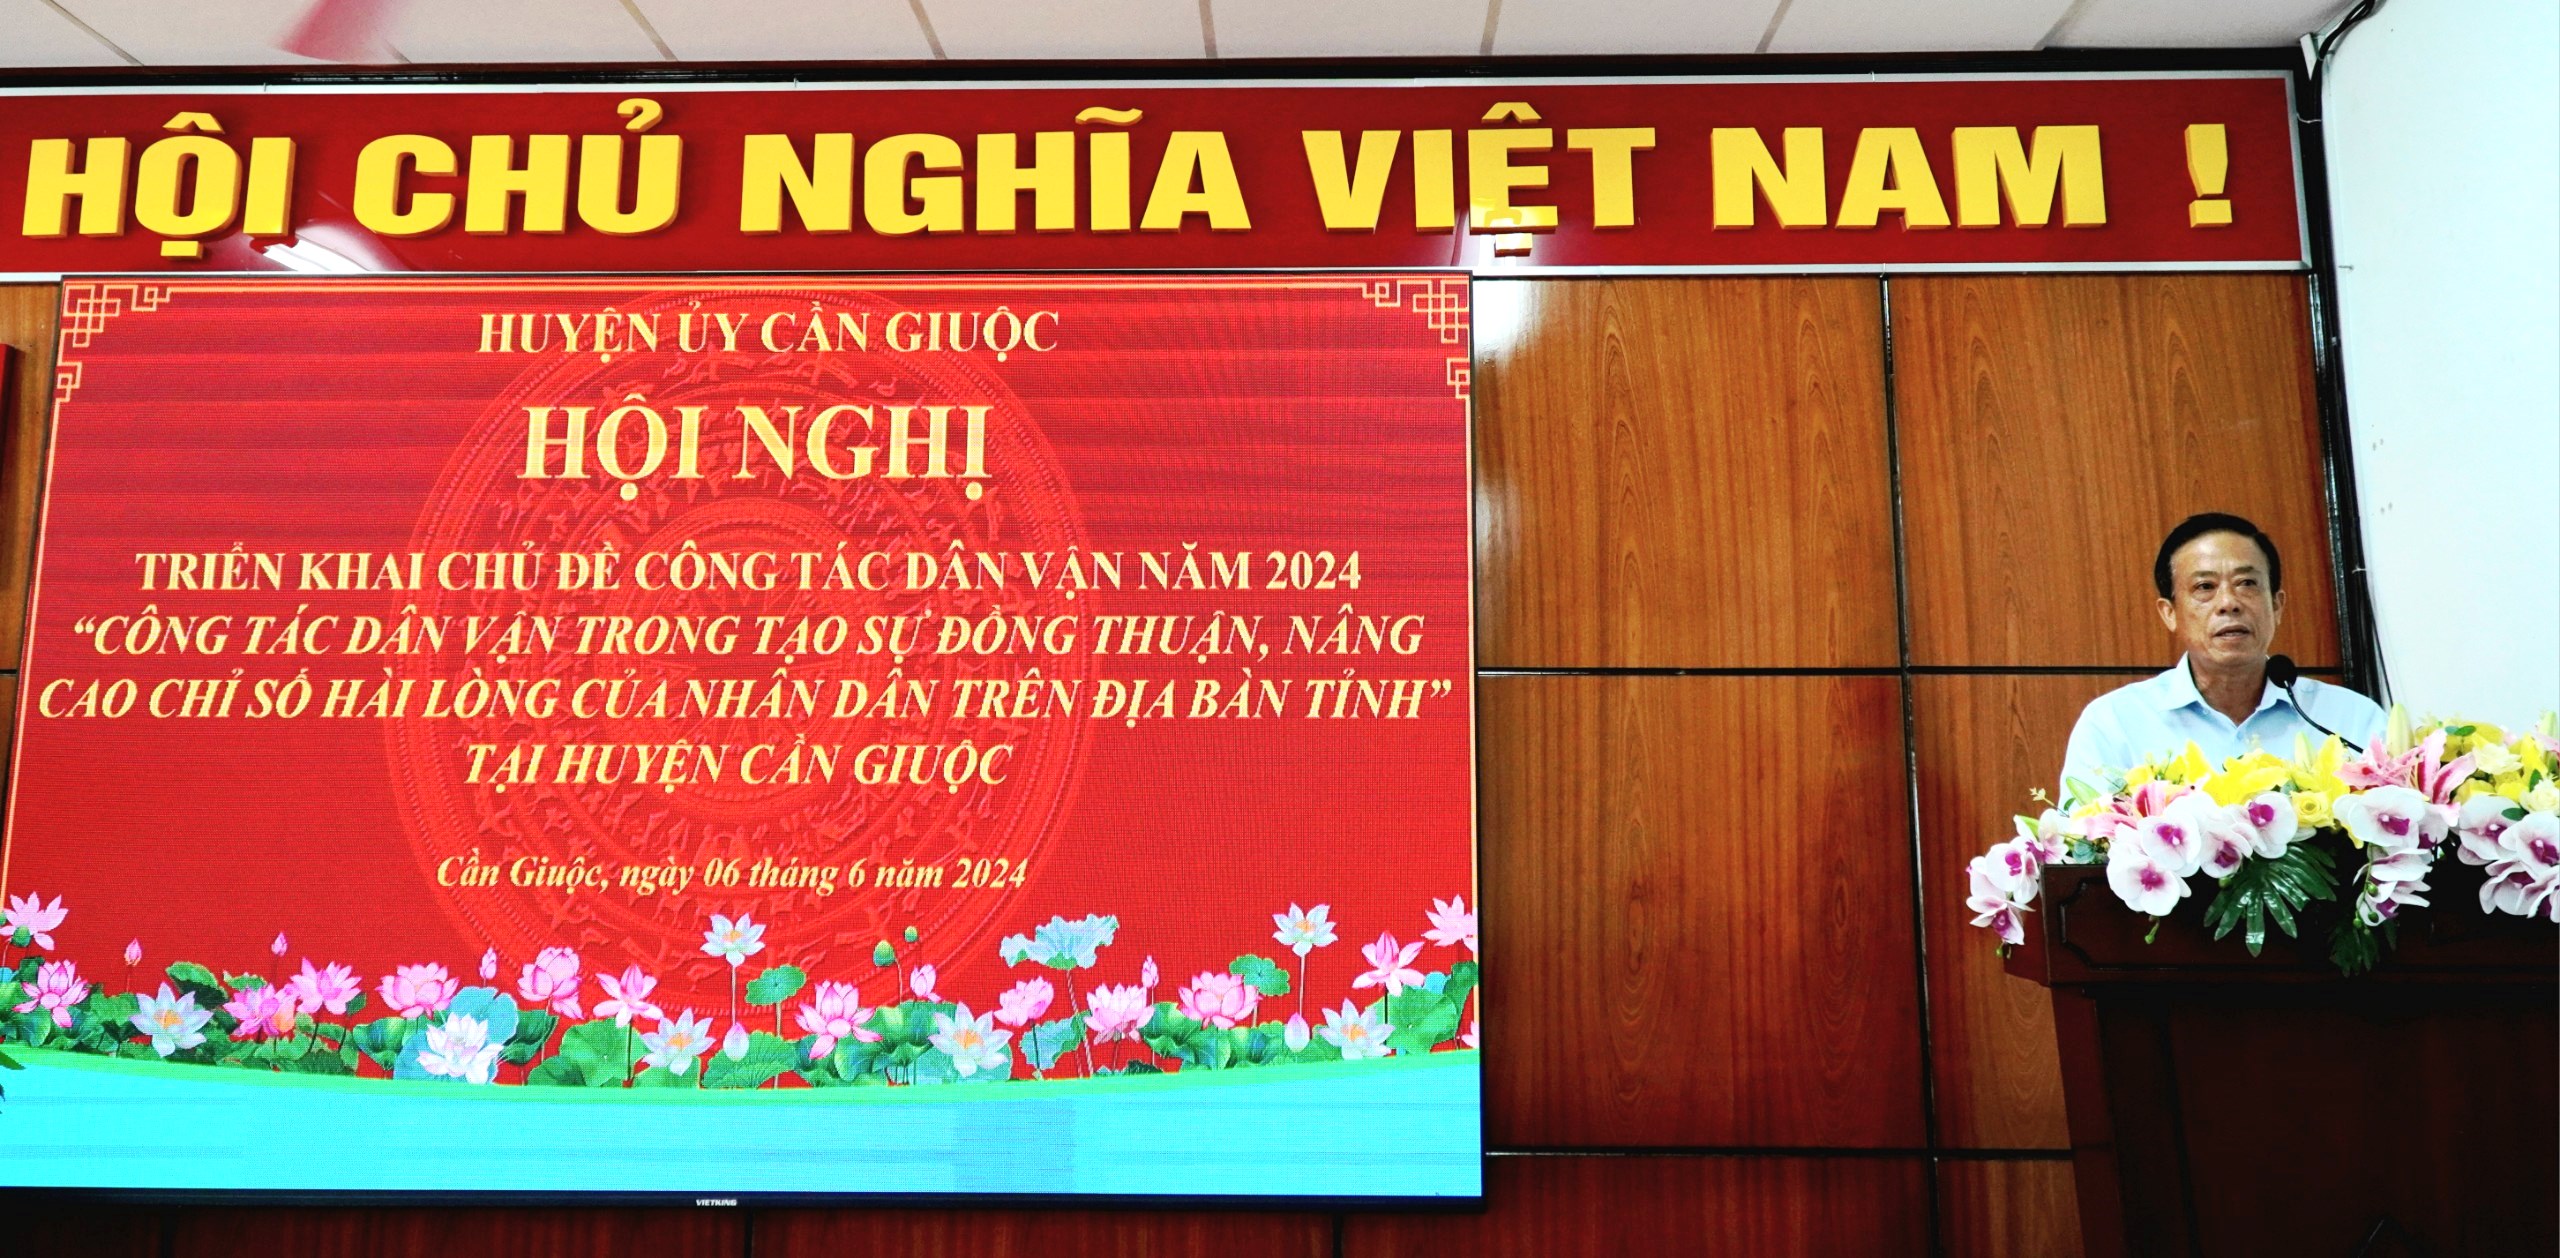 HỘI CHỦ NGHĨA VIỆT NAM !
HUYỆN ỦY CẦN GIUỘC
HỘI NGHỊ
TRIỂN KHAI CHỦ ĐỀ CÔNG TÁC DÂN VẬN NĂM 2024
“CÔNG TÁC DÂN VẬN TRONG TẠO SỰ ĐỒNG THUẬN, NÂNG
CAO CHỈ SỐ HÀI LÒNG CỦA NHÂN DÂN TRÊN ĐỊA BÀN TỈNH”
TẠI HUYỆN CẦN GIUỘC
Cần Giuộc, ngày 06 tháng 6 năm 2024
VIETKING